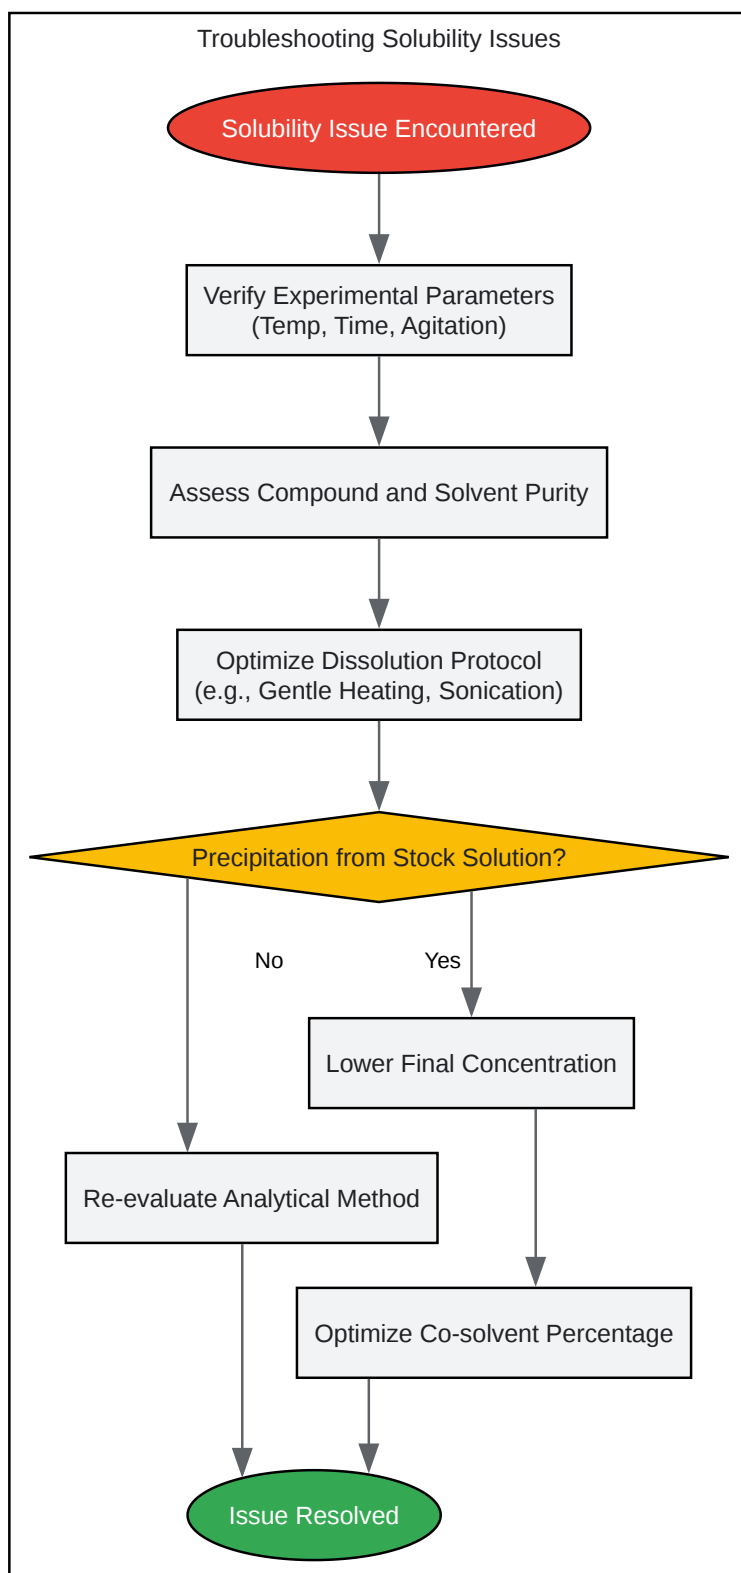 Troubleshooting Solubility Issues
Solubility Issue Encountered
Verify Experimental Parameters
(Temp, Time, Agitation)
Assess Compound and Solvent Purity
Optimize Dissolution Protocol
(e.g., Gentle Heating, Sonication)
Precipitation from Stock Solution?
No
Yes
Lower Final Concentration
Re-evaluate Analytical Method
Optimize Co-solvent Percentage
Issue Resolved